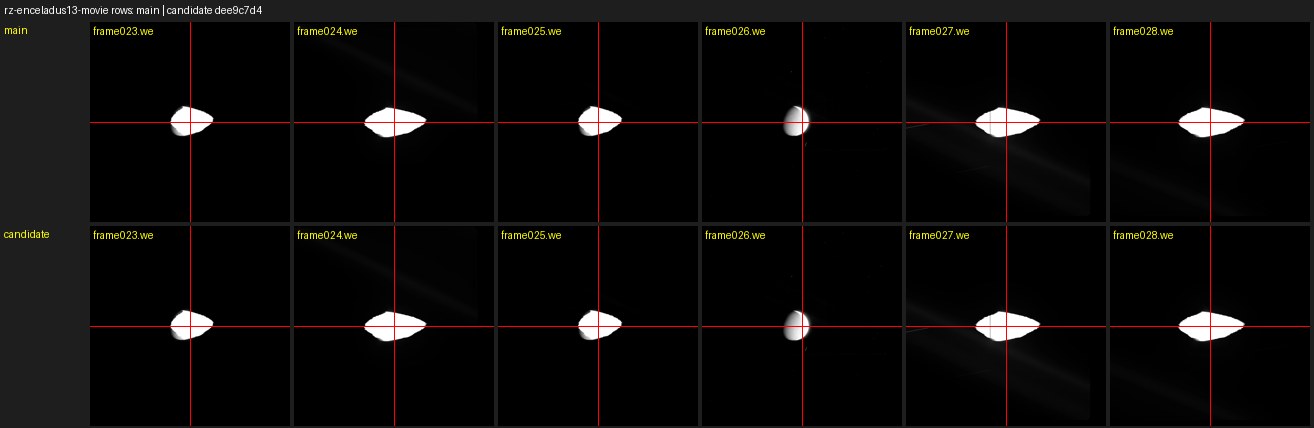 rz-enceladus13-movie rows: main | candidate dee9c7d4
main
frame023.we frame024.we frame025.we frame026.we frame027.we frame028.we
candidate
frame023.we frame024.we frame025.we frame026.we frame027.we frame028.we